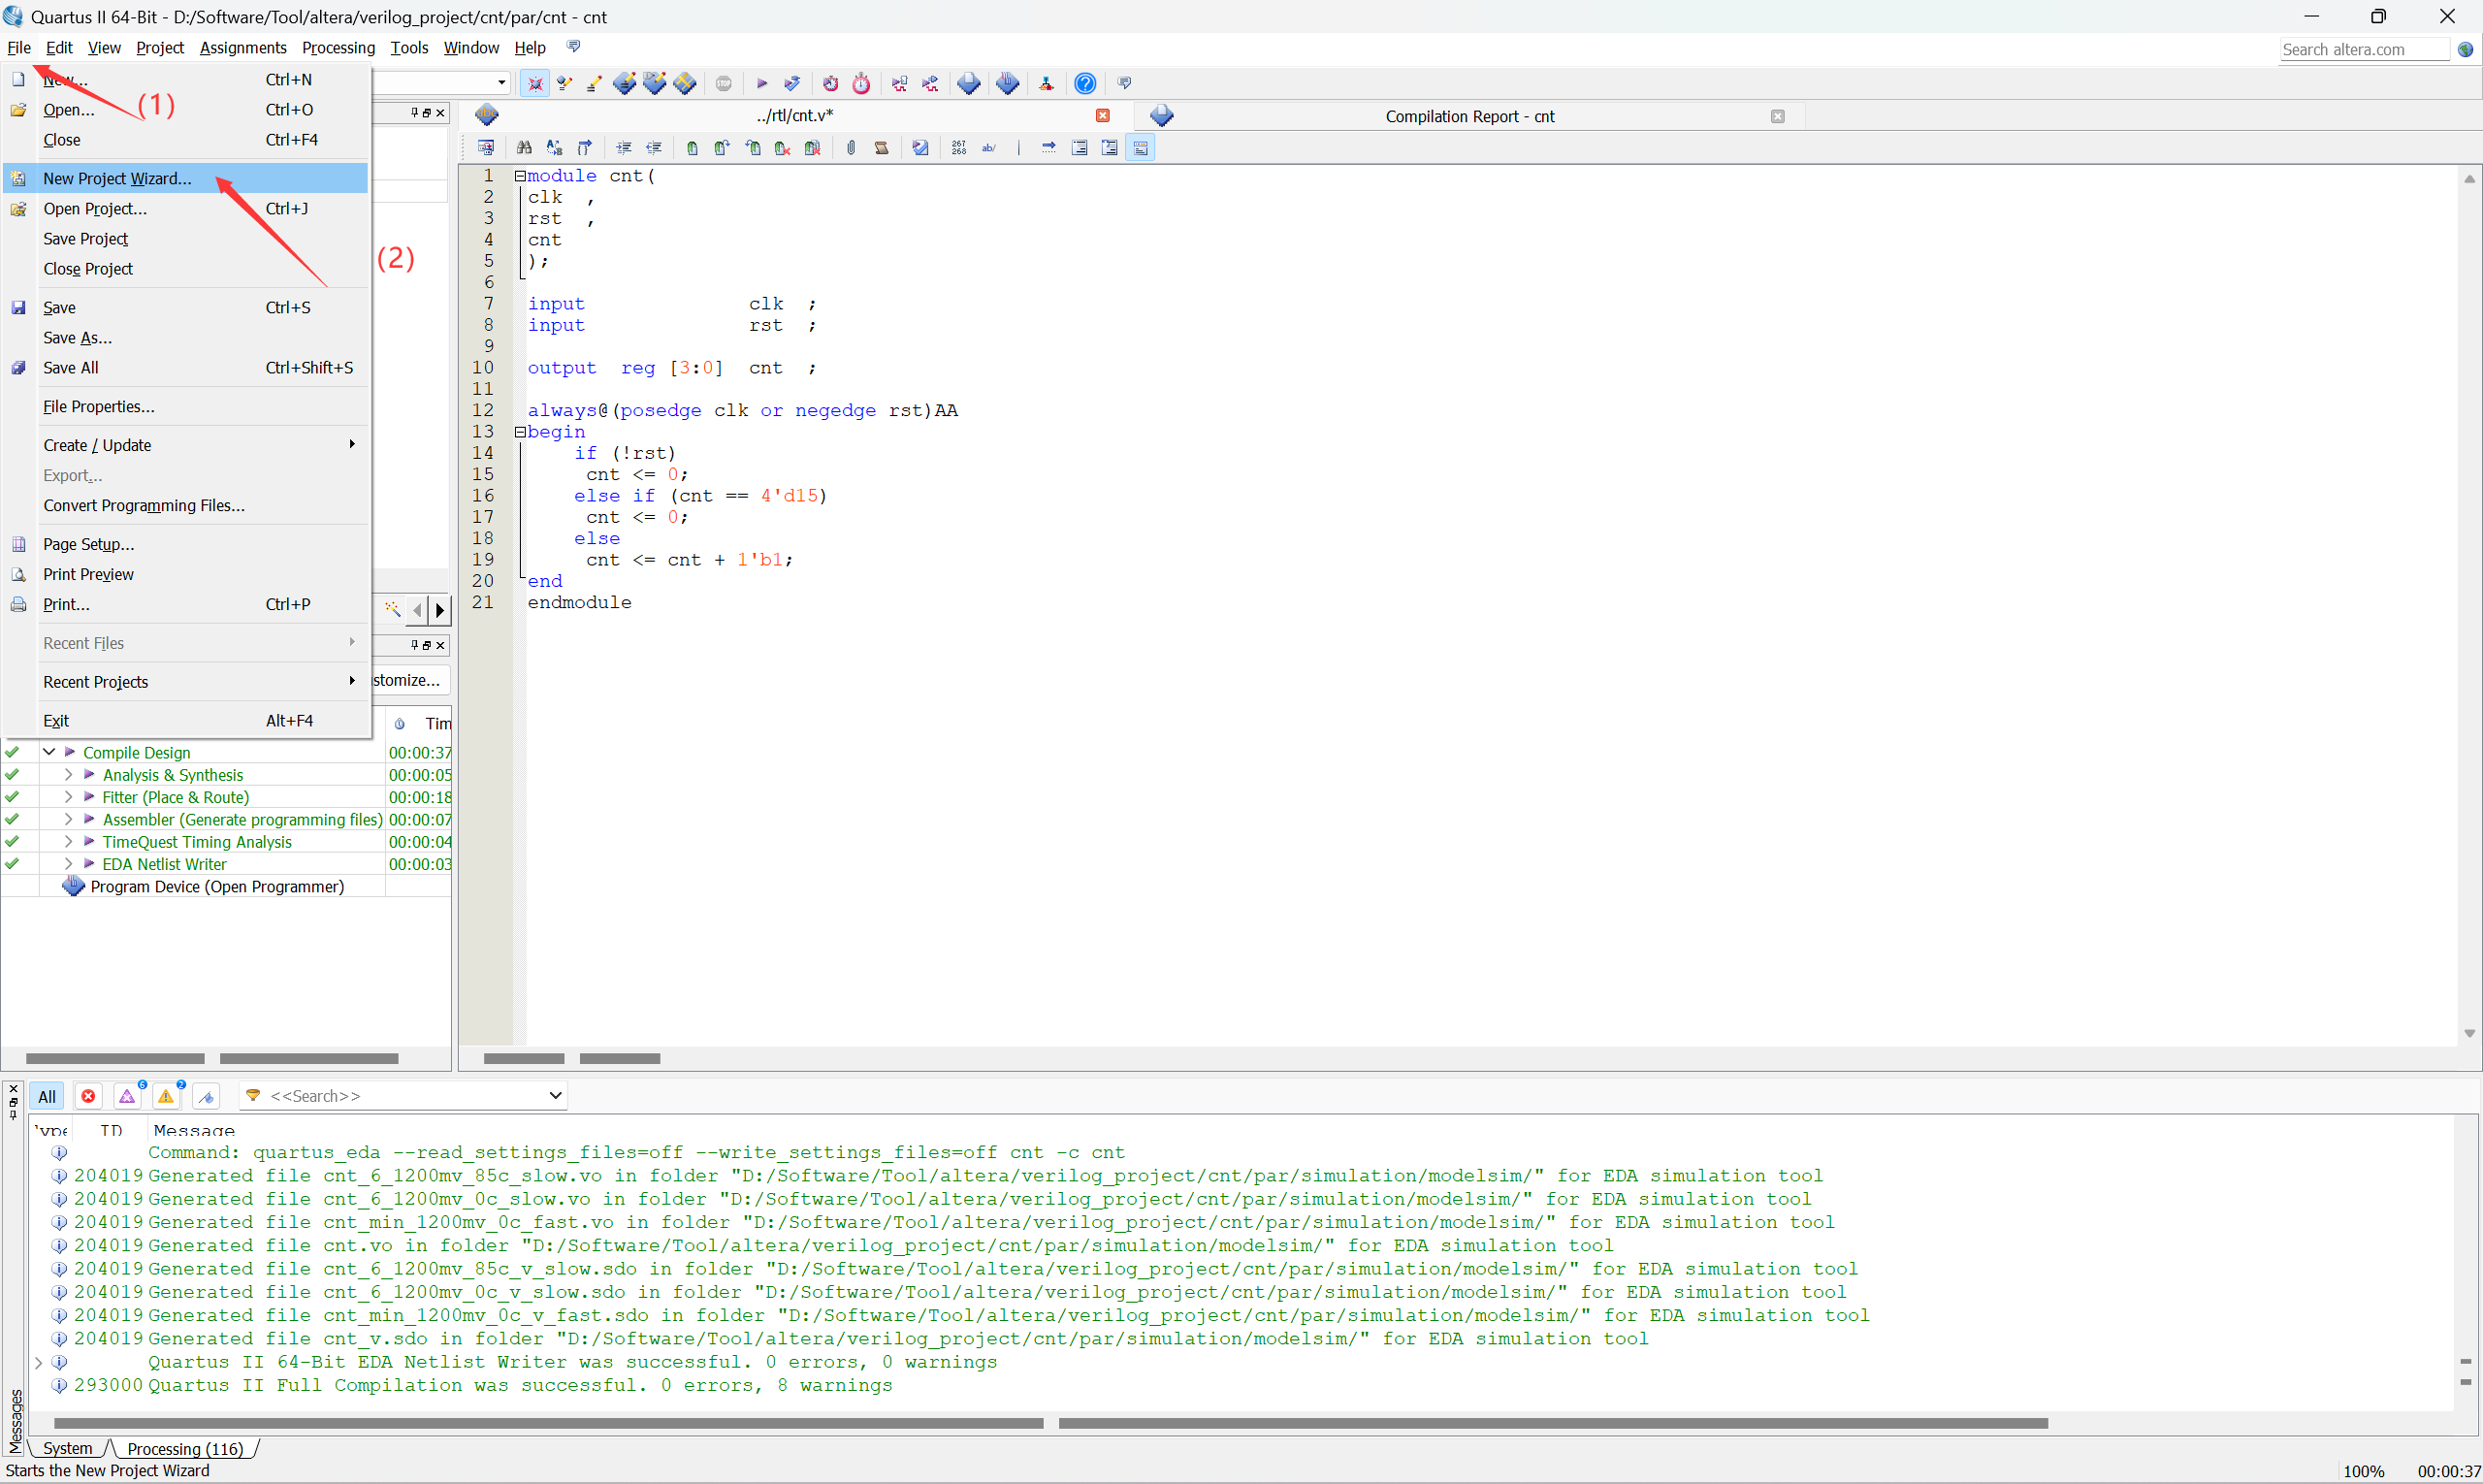 Quartus II 64-Bit - D:/Software/Tool/altera/verilog_project/cnt/par/cnt - cnt
File Edit View Project Assignments Processing Tools Window Help
Search altera.com
New... Ctrl+N
(1)
Open... Ctrl+O
Close Ctrl+F4
New Project Wizard...
Open Project... Ctrl+J
Save Project
(2)
Close Project
Save Ctrl+S
Save As...
Save All Ctrl+Shift+S
File Properties...
Create / Update
Export...
Convert Programming Files...
Page Setup...
Print Preview
Print... Ctrl+P
Recent Files
Recent Projects
Exit Alt+F4
stomize...
Tim
Compile Design 00:00:37
Analysis & Synthesis 00:00:05
Fitter (Place & Route) 00:00:18
Assembler (Generate programming files) 00:00:07
TimeQuest Timing Analysis 00:00:04
EDA Netlist Writer 00:00:03
Program Device (Open Programmer)
../rtl/cnt.v*
Compilation Report - cnt
267
268
ab/
1 module cnt(
2 clk ,
3 rst ,
4 cnt
5 );
6
7 input clk ;
8 input rst ;
9
10 output reg [3:0] cnt ;
11
12 always@(posedge clk or negedge rst)AA
13 begin
14 if (!rst)
15 cnt <= 0;
16 else if (cnt == 4'd15)
17 cnt <= 0;
18 else
19 cnt <= cnt + 1'b1;
20 end
21 endmodule
All 6 2 <<Search>>
Type ID Message
Command: quartus_eda --read_settings_files=off --write_settings_files=off cnt -c cnt
204019 Generated file cnt_6_1200mv_85c_slow.vo in folder "D:/Software/Tool/altera/verilog_project/cnt/par/simulation/modelsim/" for EDA simulation tool
204019 Generated file cnt_6_1200mv_0c_slow.vo in folder "D:/Software/Tool/altera/verilog_project/cnt/par/simulation/modelsim/" for EDA simulation tool
204019 Generated file cnt_min_1200mv_0c_fast.vo in folder "D:/Software/Tool/altera/verilog_project/cnt/par/simulation/modelsim/" for EDA simulation tool
204019 Generated file cnt.vo in folder "D:/Software/Tool/altera/verilog_project/cnt/par/simulation/modelsim/" for EDA simulation tool
204019 Generated file cnt_6_1200mv_85c_v_slow.sdo in folder "D:/Software/Tool/altera/verilog_project/cnt/par/simulation/modelsim/" for EDA simulation tool
204019 Generated file cnt_6_1200mv_0c_v_slow.sdo in folder "D:/Software/Tool/altera/verilog_project/cnt/par/simulation/modelsim/" for EDA simulation tool
204019 Generated file cnt_min_1200mv_0c_v_fast.sdo in folder "D:/Software/Tool/altera/verilog_project/cnt/par/simulation/modelsim/" for EDA simulation tool
204019 Generated file cnt_v.sdo in folder "D:/Software/Tool/altera/verilog_project/cnt/par/simulation/modelsim/" for EDA simulation tool
Quartus II 64-Bit EDA Netlist Writer was successful. 0 errors, 0 warnings
293000 Quartus II Full Compilation was successful. 0 errors, 8 warnings
Messages
System Processing (116)
Starts the New Project Wizard
100% 00:00:37